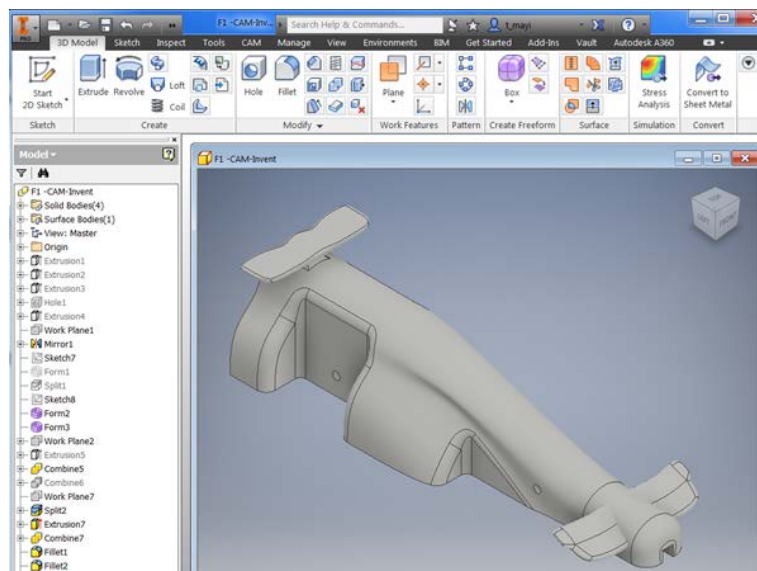 F1 -CAM-Inv...
Search Help & Commands...
t_mayi
PRO
3D Model Sketch Inspect Tools CAM Manage View Environments BIM Get Started Add-Ins Vault Autodesk A360
Start
2D Sketch
Extrude Revolve Loft Coil
Hole Fillet
Plane
Box
Stress
Analysis
Convert to
Sheet Metal
Sketch Create Modify Work Features Pattern Create Freeform Surface Simulation Convert
Model
F1 -CAM-Invent
F1 -CAM-Invent
Solid Bodies(4)
Surface Bodies(1)
View: Master
Origin
Extrusion1
Extrusion2
Extrusion3
Hole1
Extrusion4
Work Plane1
Mirror1
Sketch7
Form1
Split1
Sketch8
Form2
Form3
Work Plane2
Extrusion5
Combine5
Combine6
Work Plane7
Split2
Extrusion7
Combine7
Fillet1
Fillet2
TOP
LEFT
FRONT